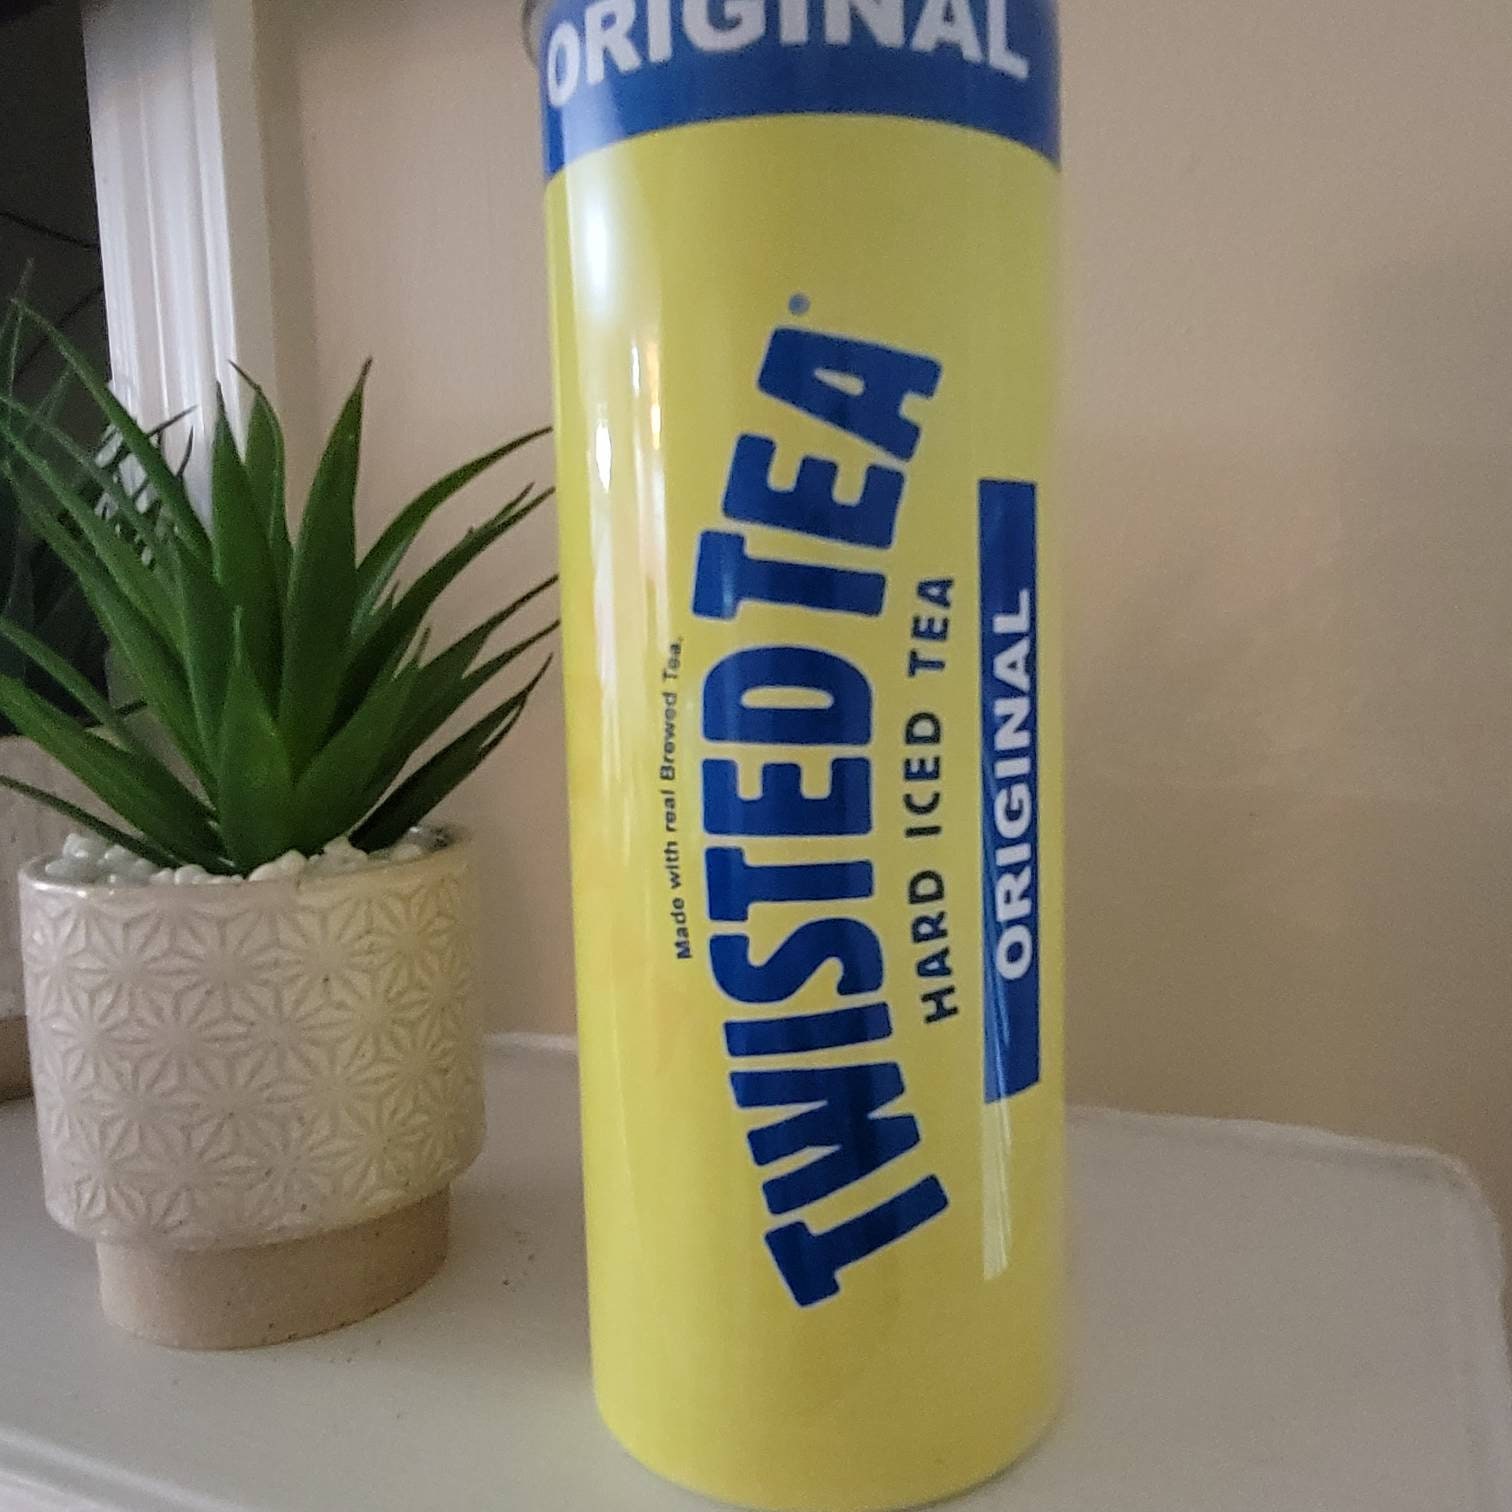 ORIGINAL
Made with real Brewed Tea.
TWISTED TEA®
HARD ICED TEA
ORIGINAL